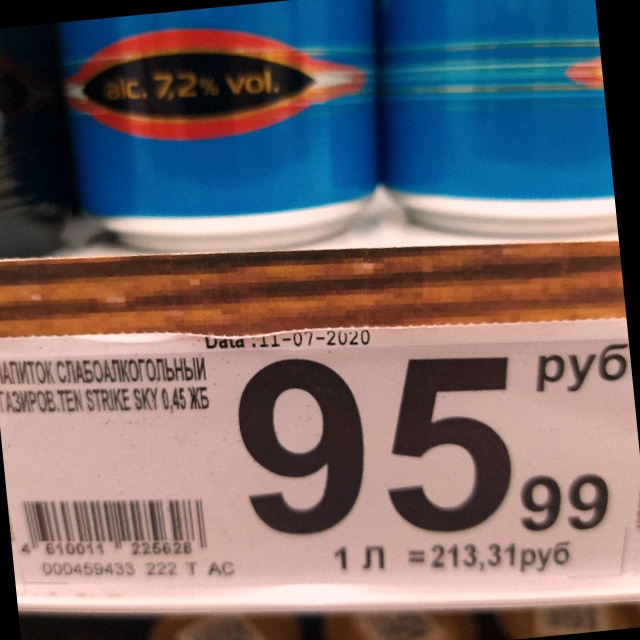 alc. 7,2% vol.
Data :11-07-2020
НАПИТОК СЛАБОАЛКОГОЛЬНЫЙ
ГАЗИРОВ.TEN STRIKE SKY 0,45 ЖБ
95 руб
99
4 610011 225628
000459433 222 T AC
1 Л =213,31руб